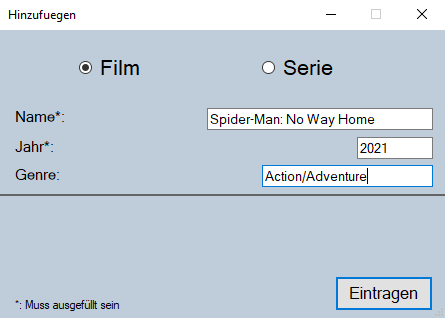 Hinzufuegen
Film Serie
Name*: Spider-Man: No Way Home
Jahr*: 2021
Genre: Action/Adventure
Eintragen
*: Muss ausgefüllt sein